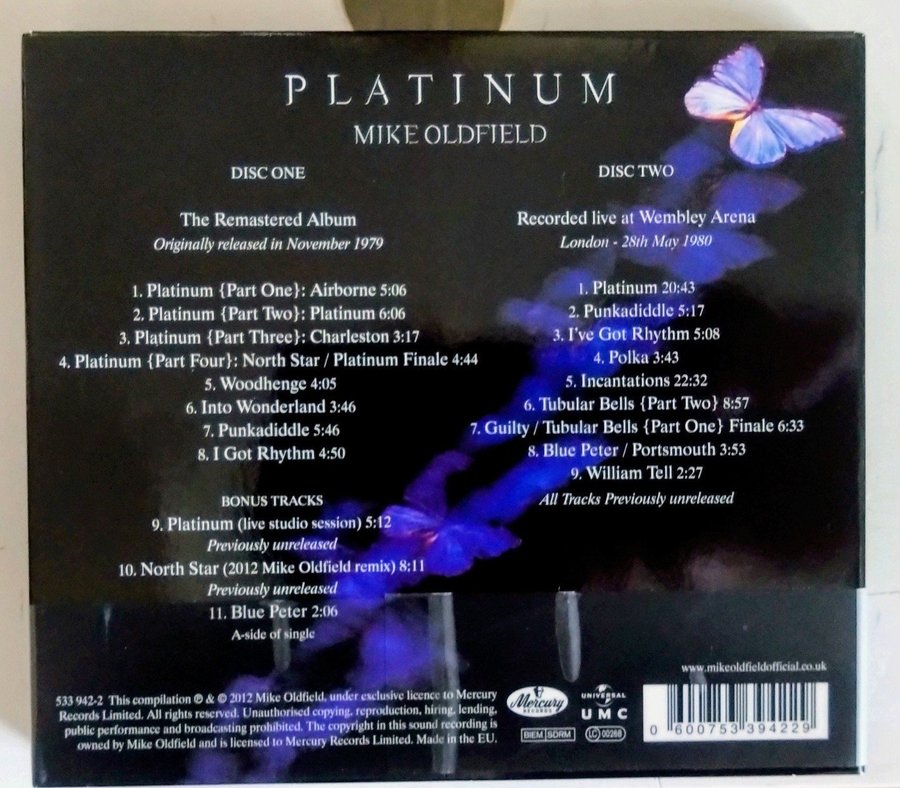 PLATINUM
MIKE OLDFIELD
DISC ONE
The Remastered Album
Originally released in November 1979
1. Platinum {Part One}: Airborne 5:06
2. Platinum {Part Two}: Platinum 6:06
3. Platinum {Part Three}: Charleston 3:17
4. Platinum {Part Four}: North Star / Platinum Finale 4:44
5. Woodhenge 4:05
6. Into Wonderland 3:46
7. Punkadiddle 5:46
8. I Got Rhythm 4:50
BONUS TRACKS
9. Platinum (live studio session) 5:12
Previously unreleased
10. North Star (2012 Mike Oldfield remix) 8:11
Previously unreleased
11. Blue Peter 2:06
A-side of single
DISC TWO
Recorded live at Wembley Arena
London - 28th May 1980
1. Platinum 20:43
2. Punkadiddle 5:17
3. I've Got Rhythm 5:08
4. Polka 3:43
5. Incantations 22:32
6. Tubular Bells {Part Two} 8:57
7. Guilty / Tubular Bells {Part One} Finale 6:33
8. Blue Peter / Portsmouth 3:53
9. William Tell 2:27
All Tracks Previously unreleased
www.mikeoldfieldofficial.co.uk
533 942-2 This compilation ℗ & © 2012 Mike Oldfield, under exclusive licence to Mercury
Records Limited. All rights reserved. Unauthorised copying, reproduction, hiring, lending,
public performance and broadcasting prohibited. The copyright in this sound recording is
owned by Mike Oldfield and is licensed to Mercury Records Limited. Made in the EU.
Mercury
RECORDS
BIEM SDRM
UNIVERSAL
UMC
LC 00268
0 600753 394229